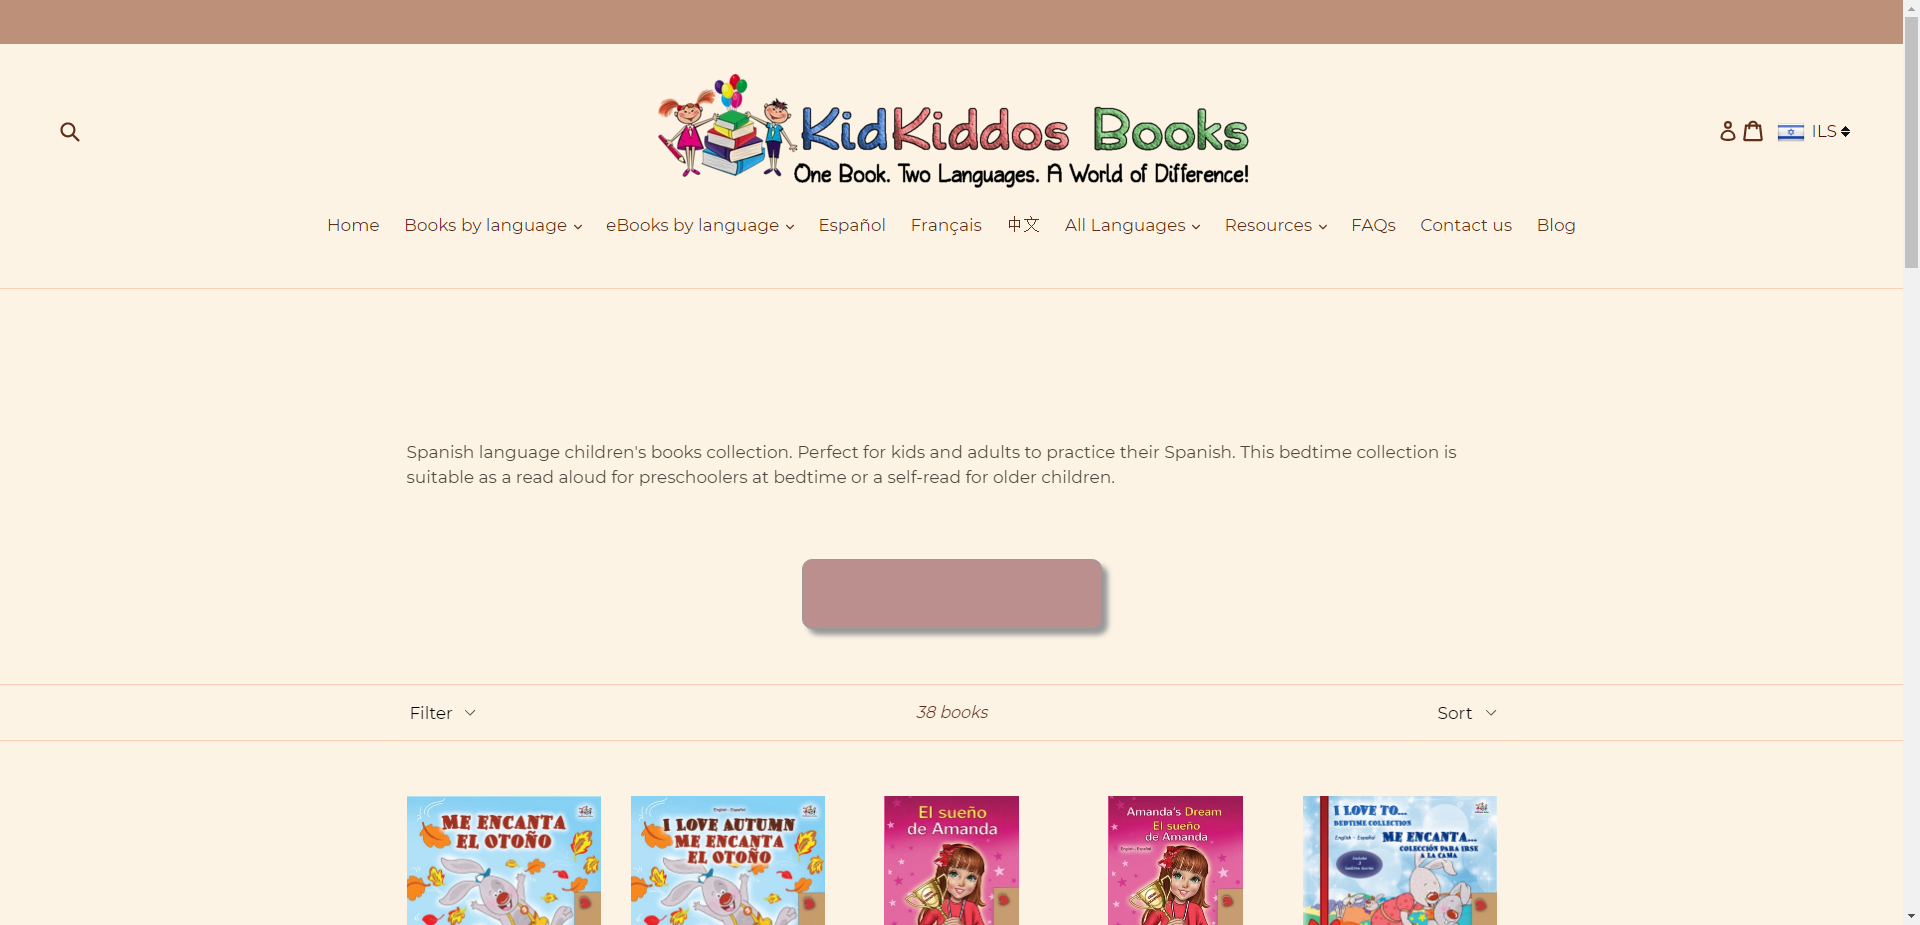 KidKiddos Books
One Book. Two Languages. A World of Difference!
ILS
Home Books by language eBooks by language Español Français 中文 All Languages Resources FAQs Contact us Blog
Spanish language children's books collection. Perfect for kids and adults to practice their Spanish. This bedtime collection is
suitable as a read aloud for preschoolers at bedtime or a self-read for older children.
Filter 38 books Sort
ME ENCANTA
EL OTOÑO
English - Español
I LOVE AUTUMN
ME ENCANTA
EL OTOÑO
El sueño
de Amanda
Amanda's Dream
El sueño
de Amanda
English - Español
I LOVE TO...
BEDTIME COLLECTION
English - Español
ME ENCANTA...
COLECCIÓN PARA IRSE
A LA CAMA